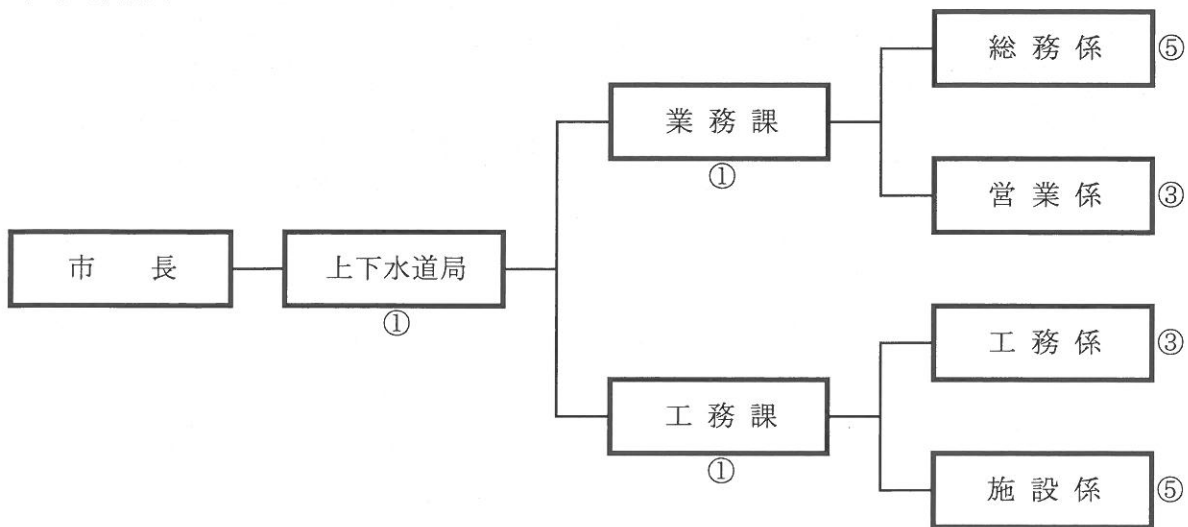 総務係 ⑤
業務課
①
営業係 ③
市長
上下水道局
①
工務係 ③
工務課
①
施設係 ⑤